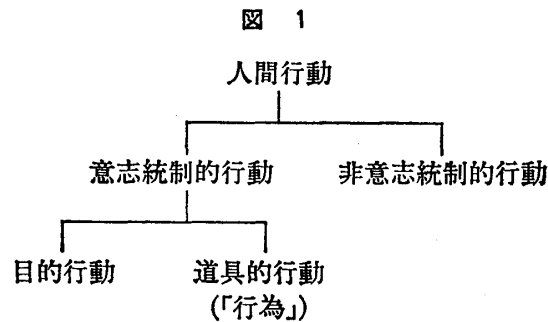 図 1
人間行動
意志統制的行動
非意志統制的行動
目的行動
道具的行動
(「行為」)